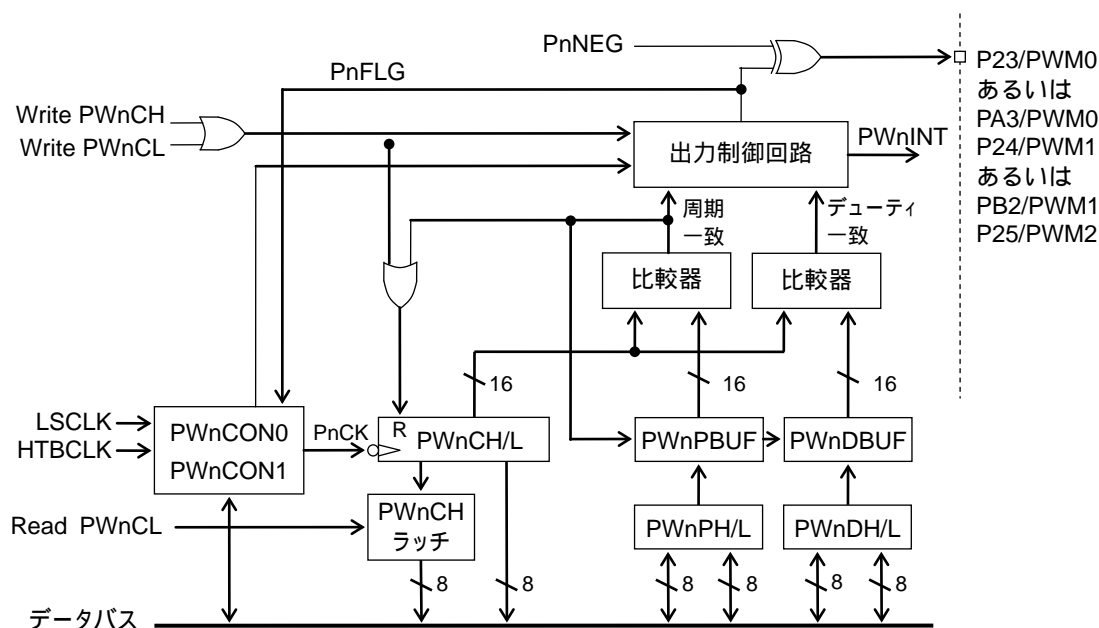 PnNEG
PnFLG
Write PWnCH
Write PWnCL
出力制御回路
PWnINT
P23/PWM0
あるいは
PA3/PWM0
P24/PWM1
あるいは
PB2/PWM1
P25/PWM2
周期
一致
デューティ
一致
比較器
比較器
16
16
16
LSCLK
HTBCLK
PWnCON0
PWnCON1
PnCK
R
PWnCH/L
PWnPBUF
PWnDBUF
Read PWnCL
PWnCH
ラッチ
PWnPH/L
PWnDH/L
8
8
8
8
8
8
データバス